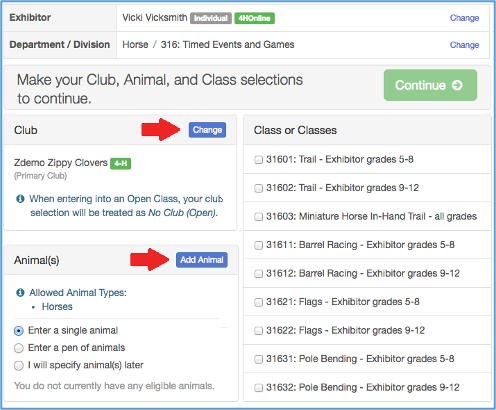 Exhibitor Vicki Vicksmith Individual 4HOnline Change
Department / Division Horse / 316: Timed Events and Games Change
Make your Club, Animal, and Class selections
to continue.
Continue
Club Change
Zdemo Zippy Clovers 4-H
(Primary Club)
When entering into an Open Class, your club
selection will be treated as No Club (Open).
Animal(s) Add Animal
Allowed Animal Types:
• Horses
Enter a single animal
Enter a pen of animals
I will specify animal(s) later
You do not currently have any eligible animals.
Class or Classes
31601: Trail - Exhibitor grades 5-8
31602: Trail - Exhibitor grades 9-12
31603: Miniature Horse In-Hand Trail - all grades
31611: Barrel Racing - Exhibitor grades 5-8
31612: Barrel Racing - Exhibitor grades 9-12
31621: Flags - Exhibitor grades 5-8
31622: Flags - Exhibitor grades 9-12
31631: Pole Bending - Exhibitor grades 5-8
31632: Pole Bending - Exhibitor grades 9-12